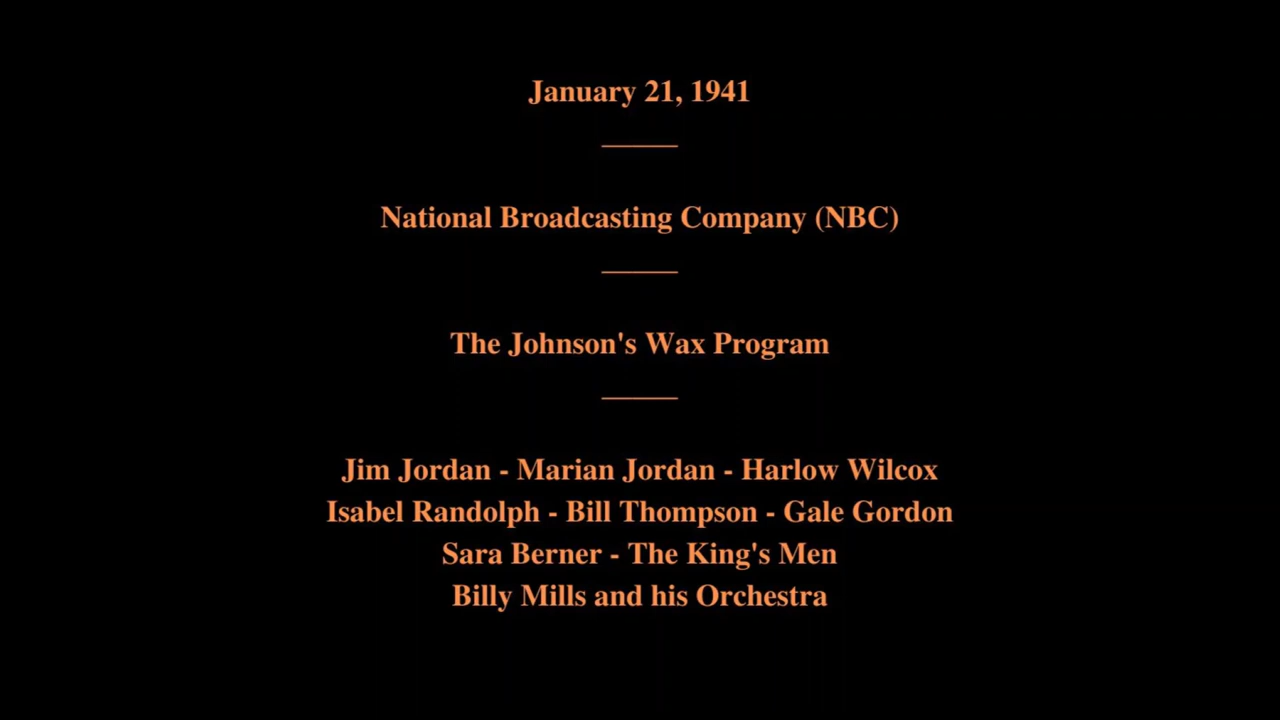 January 21, 1941
National Broadcasting Company (NBC)
The Johnson's Wax Program
Jim Jordan - Marian Jordan - Harlow Wilcox
Isabel Randolph - Bill Thompson - Gale Gordon
Sara Berner - The King's Men
Billy Mills and his Orchestra